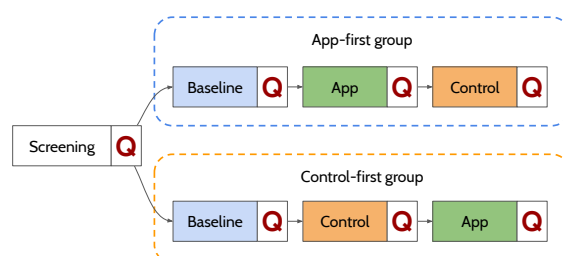 App-first group
Baseline Q App Q Control Q
Screening Q
Control-first group
Baseline Q Control Q App Q